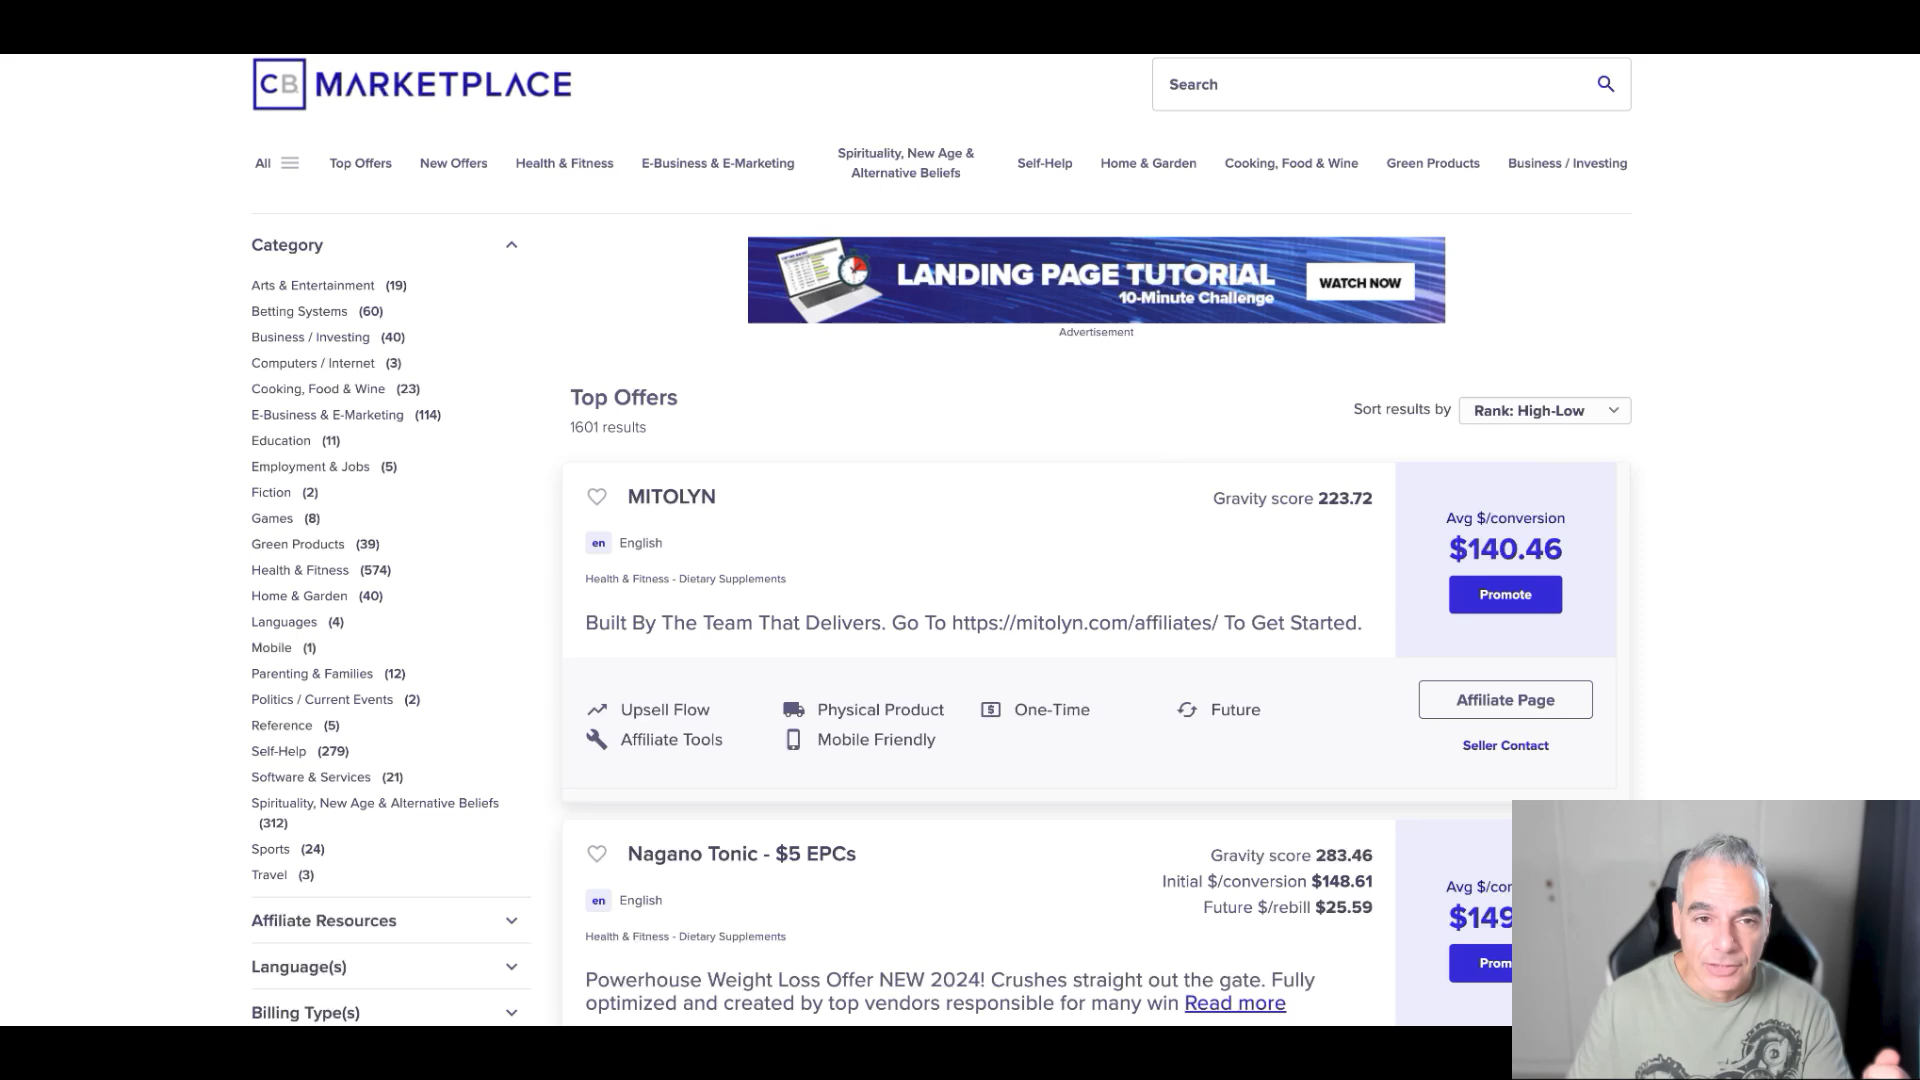 CB MARKETPLACE
Search
All
Top Offers
New Offers
Health & Fitness
E-Business & E-Marketing
Spirituality, New Age &
Alternative Beliefs
Self-Help
Home & Garden
Cooking, Food & Wine
Green Products
Business / Investing
Category
Arts & Entertainment (19)
Betting Systems (60)
Business / Investing (40)
Computers / Internet (3)
Cooking, Food & Wine (23)
E-Business & E-Marketing (114)
Education (11)
Employment & Jobs (5)
Fiction (2)
Games (8)
Green Products (39)
Health & Fitness (574)
Home & Garden (40)
Languages (4)
Mobile (1)
Parenting & Families (12)
Politics / Current Events (2)
Reference (5)
Self-Help (279)
Software & Services (21)
Spirituality, New Age & Alternative Beliefs
(312)
Sports (24)
Travel (3)
Affiliate Resources
Language(s)
Billing Type(s)
LANDING PAGE TUTORIAL
10-Minute Challenge
WATCH NOW
Advertisement
Top Offers
1601 results
Sort results by Rank: High-Low
MITOLYN
Gravity score 223.72
en English
Health & Fitness - Dietary Supplements
Built By The Team That Delivers. Go To https://mitolyn.com/affiliates/ To Get Started.
Avg $/conversion
$140.46
Promote
Upsell Flow
Physical Product
One-Time
Future
Affiliate Tools
Mobile Friendly
Affiliate Page
Seller Contact
Nagano Tonic - $5 EPCs
Gravity score 283.46
Initial $/conversion $148.61
Future $/rebill $25.59
en English
Health & Fitness - Dietary Supplements
Powerhouse Weight Loss Offer NEW 2024! Crushes straight out the gate. Fully
optimized and created by top vendors responsible for many win Read more
Avg $/cor
$149
Prom